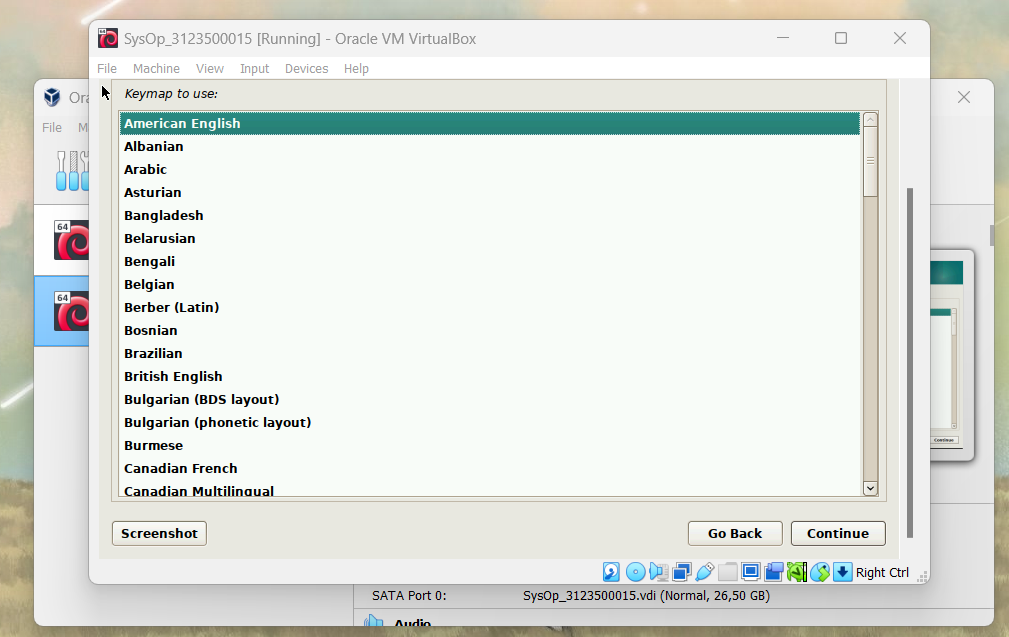 SysOp_3123500015 [Running] - Oracle VM VirtualBox
File Machine View Input Devices Help
Keymap to use:
American English
Albanian
Arabic
Asturian
Bangladesh
Belarusian
Bengali
Belgian
Berber (Latin)
Bosnian
Brazilian
British English
Bulgarian (BDS layout)
Bulgarian (phonetic layout)
Burmese
Canadian French
Canadian Multilingual
Screenshot
Go Back
Continue
Right Ctrl
Ora
File M
64
64
Continue
SATA Port 0: SysOp_3123500015.vdi (Normal, 26,50 GB)
Audio